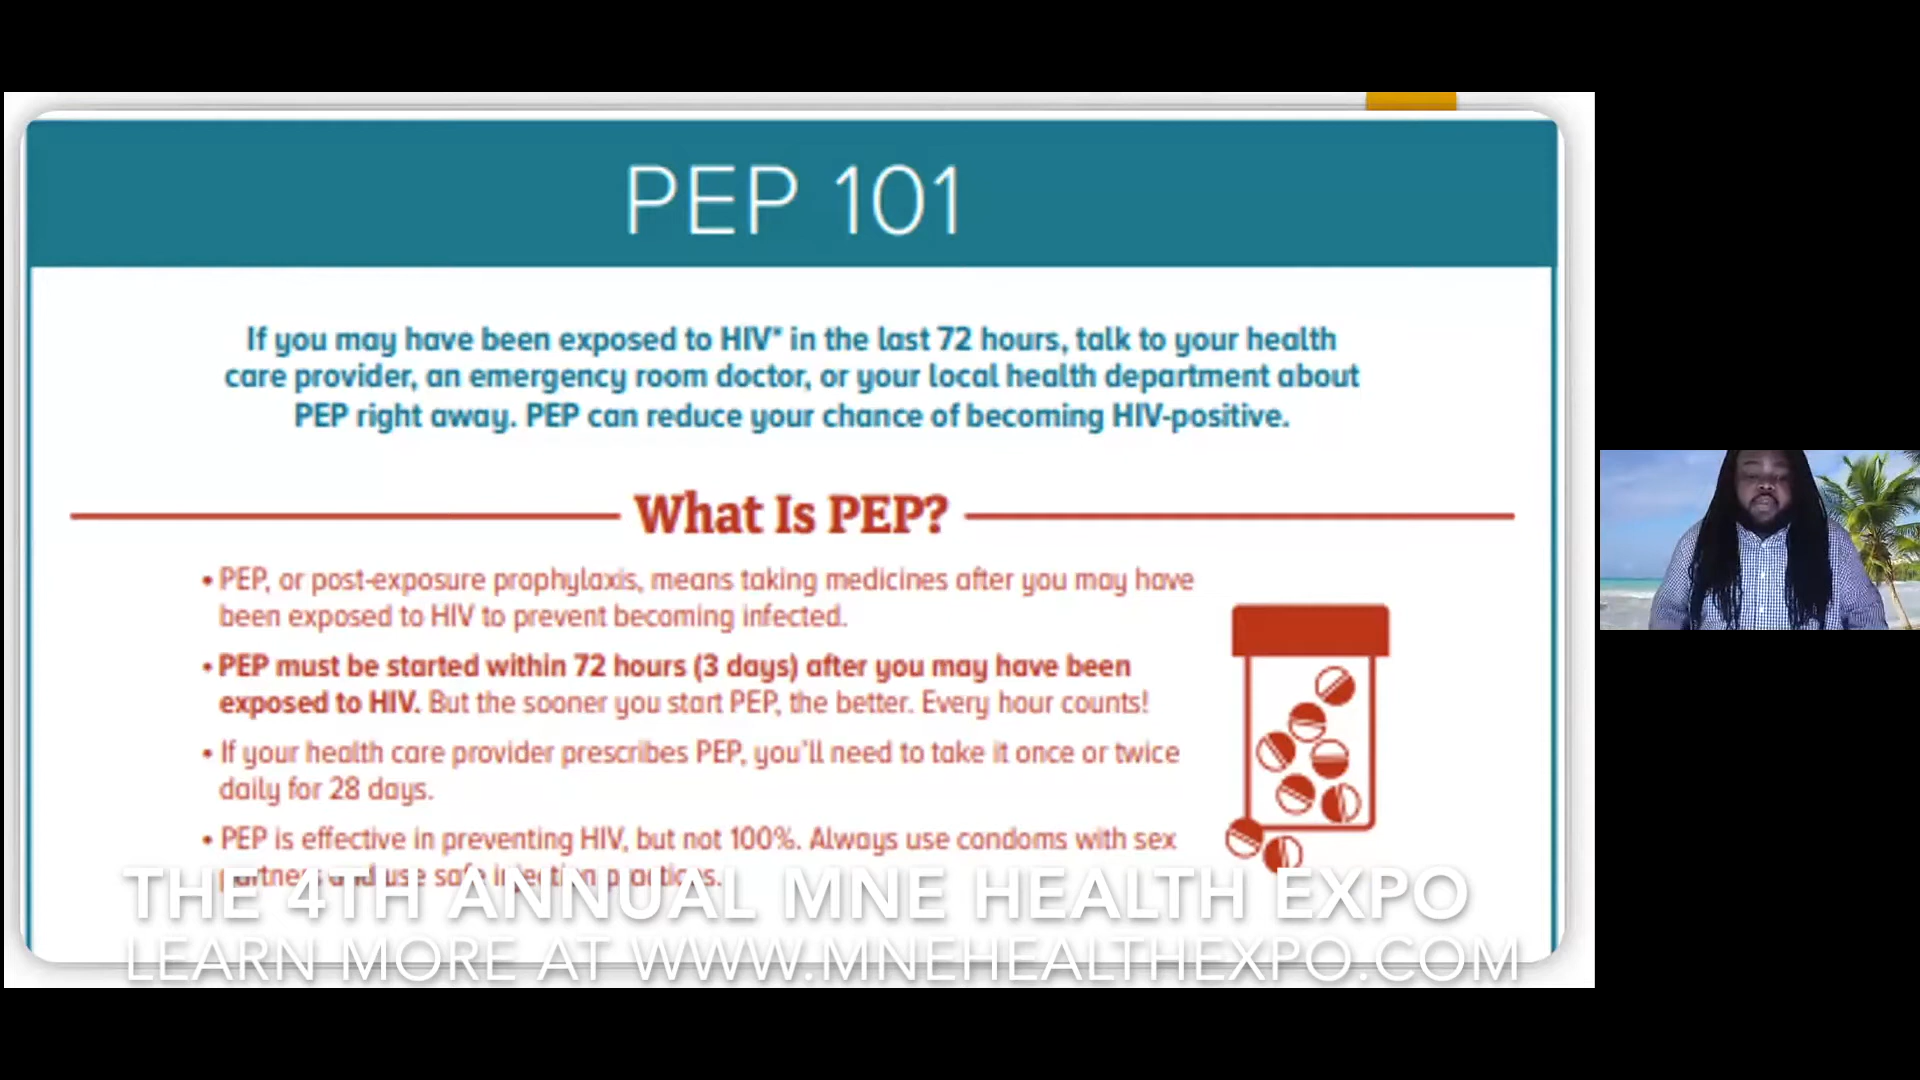 PEP 101
If you may have been exposed to HIV* in the last 72 hours, talk to your health
care provider, an emergency room doctor, or your local health department about
PEP right away. PEP can reduce your chance of becoming HIV-positive.
What Is PEP?
• PEP, or post-exposure prophylaxis, means taking medicines after you may have
been exposed to HIV to prevent becoming infected.
• PEP must be started within 72 hours (3 days) after you may have been
exposed to HIV. But the sooner you start PEP, the better. Every hour counts!
• If your health care provider prescribes PEP, you'll need to take it once or twice
daily for 28 days.
• PEP is effective in preventing HIV, but not 100%. Always use condoms with sex
partners and use safe injection practices.
THE 4TH ANNUAL MNE HEALTH EXPO
LEARN MORE AT WWW.MNEHEALTHEXPO.COM